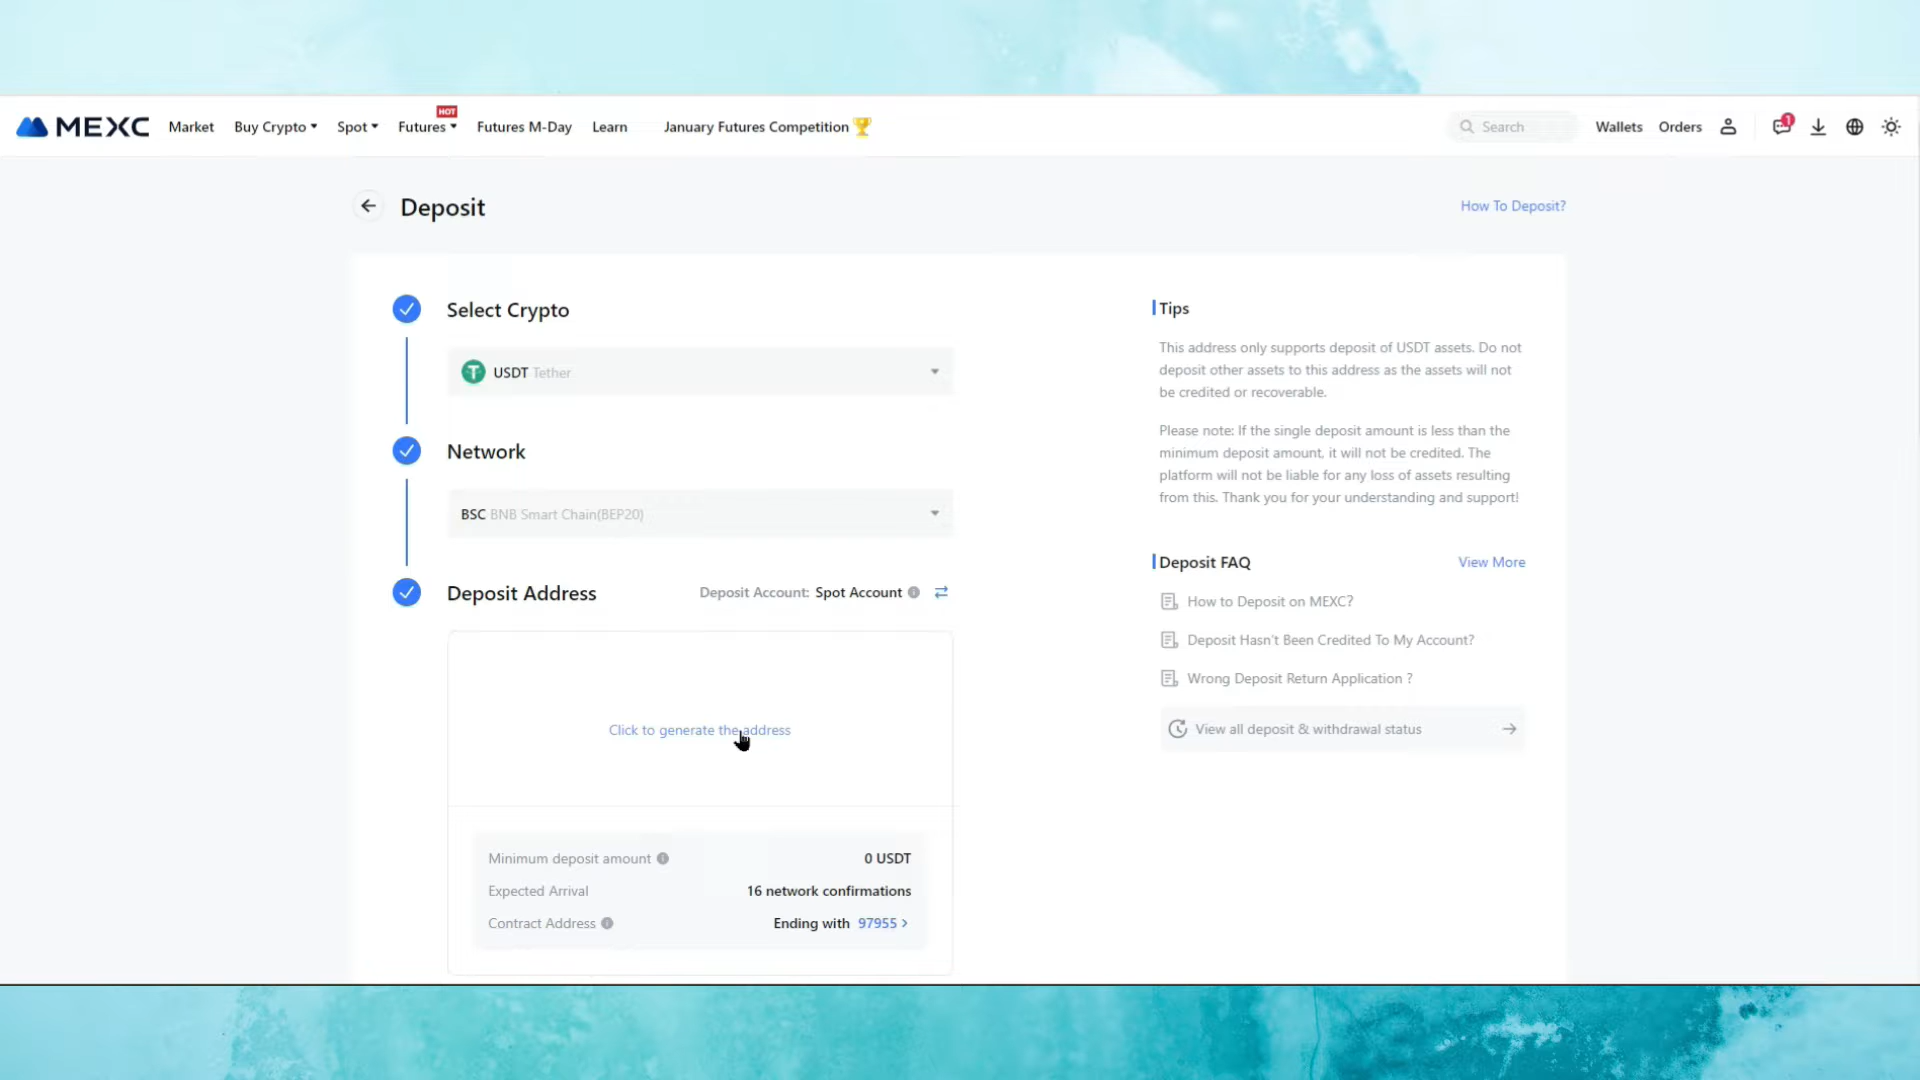 MEXC Market Buy Crypto Spot Futures HOT Futures M-Day Learn January Futures Competition Search Wallets Orders 1
Deposit How To Deposit?
Select Crypto
USDT Tether
Network
BSC BNB Smart Chain(BEP20)
Deposit Address Deposit Account: Spot Account
Click to generate the address
Minimum deposit amount 0 USDT
Expected Arrival 16 network confirmations
Contract Address Ending with 97955 >
Tips
This address only supports deposit of USDT assets. Do not
deposit other assets to this address as the assets will not
be credited or recoverable.
Please note: If the single deposit amount is less than the
minimum deposit amount, it will not be credited. The
platform will not be liable for any loss of assets resulting
from this. Thank you for your understanding and support!
Deposit FAQ View More
How to Deposit on MEXC?
Deposit Hasn't Been Credited To My Account?
Wrong Deposit Return Application ?
View all deposit & withdrawal status